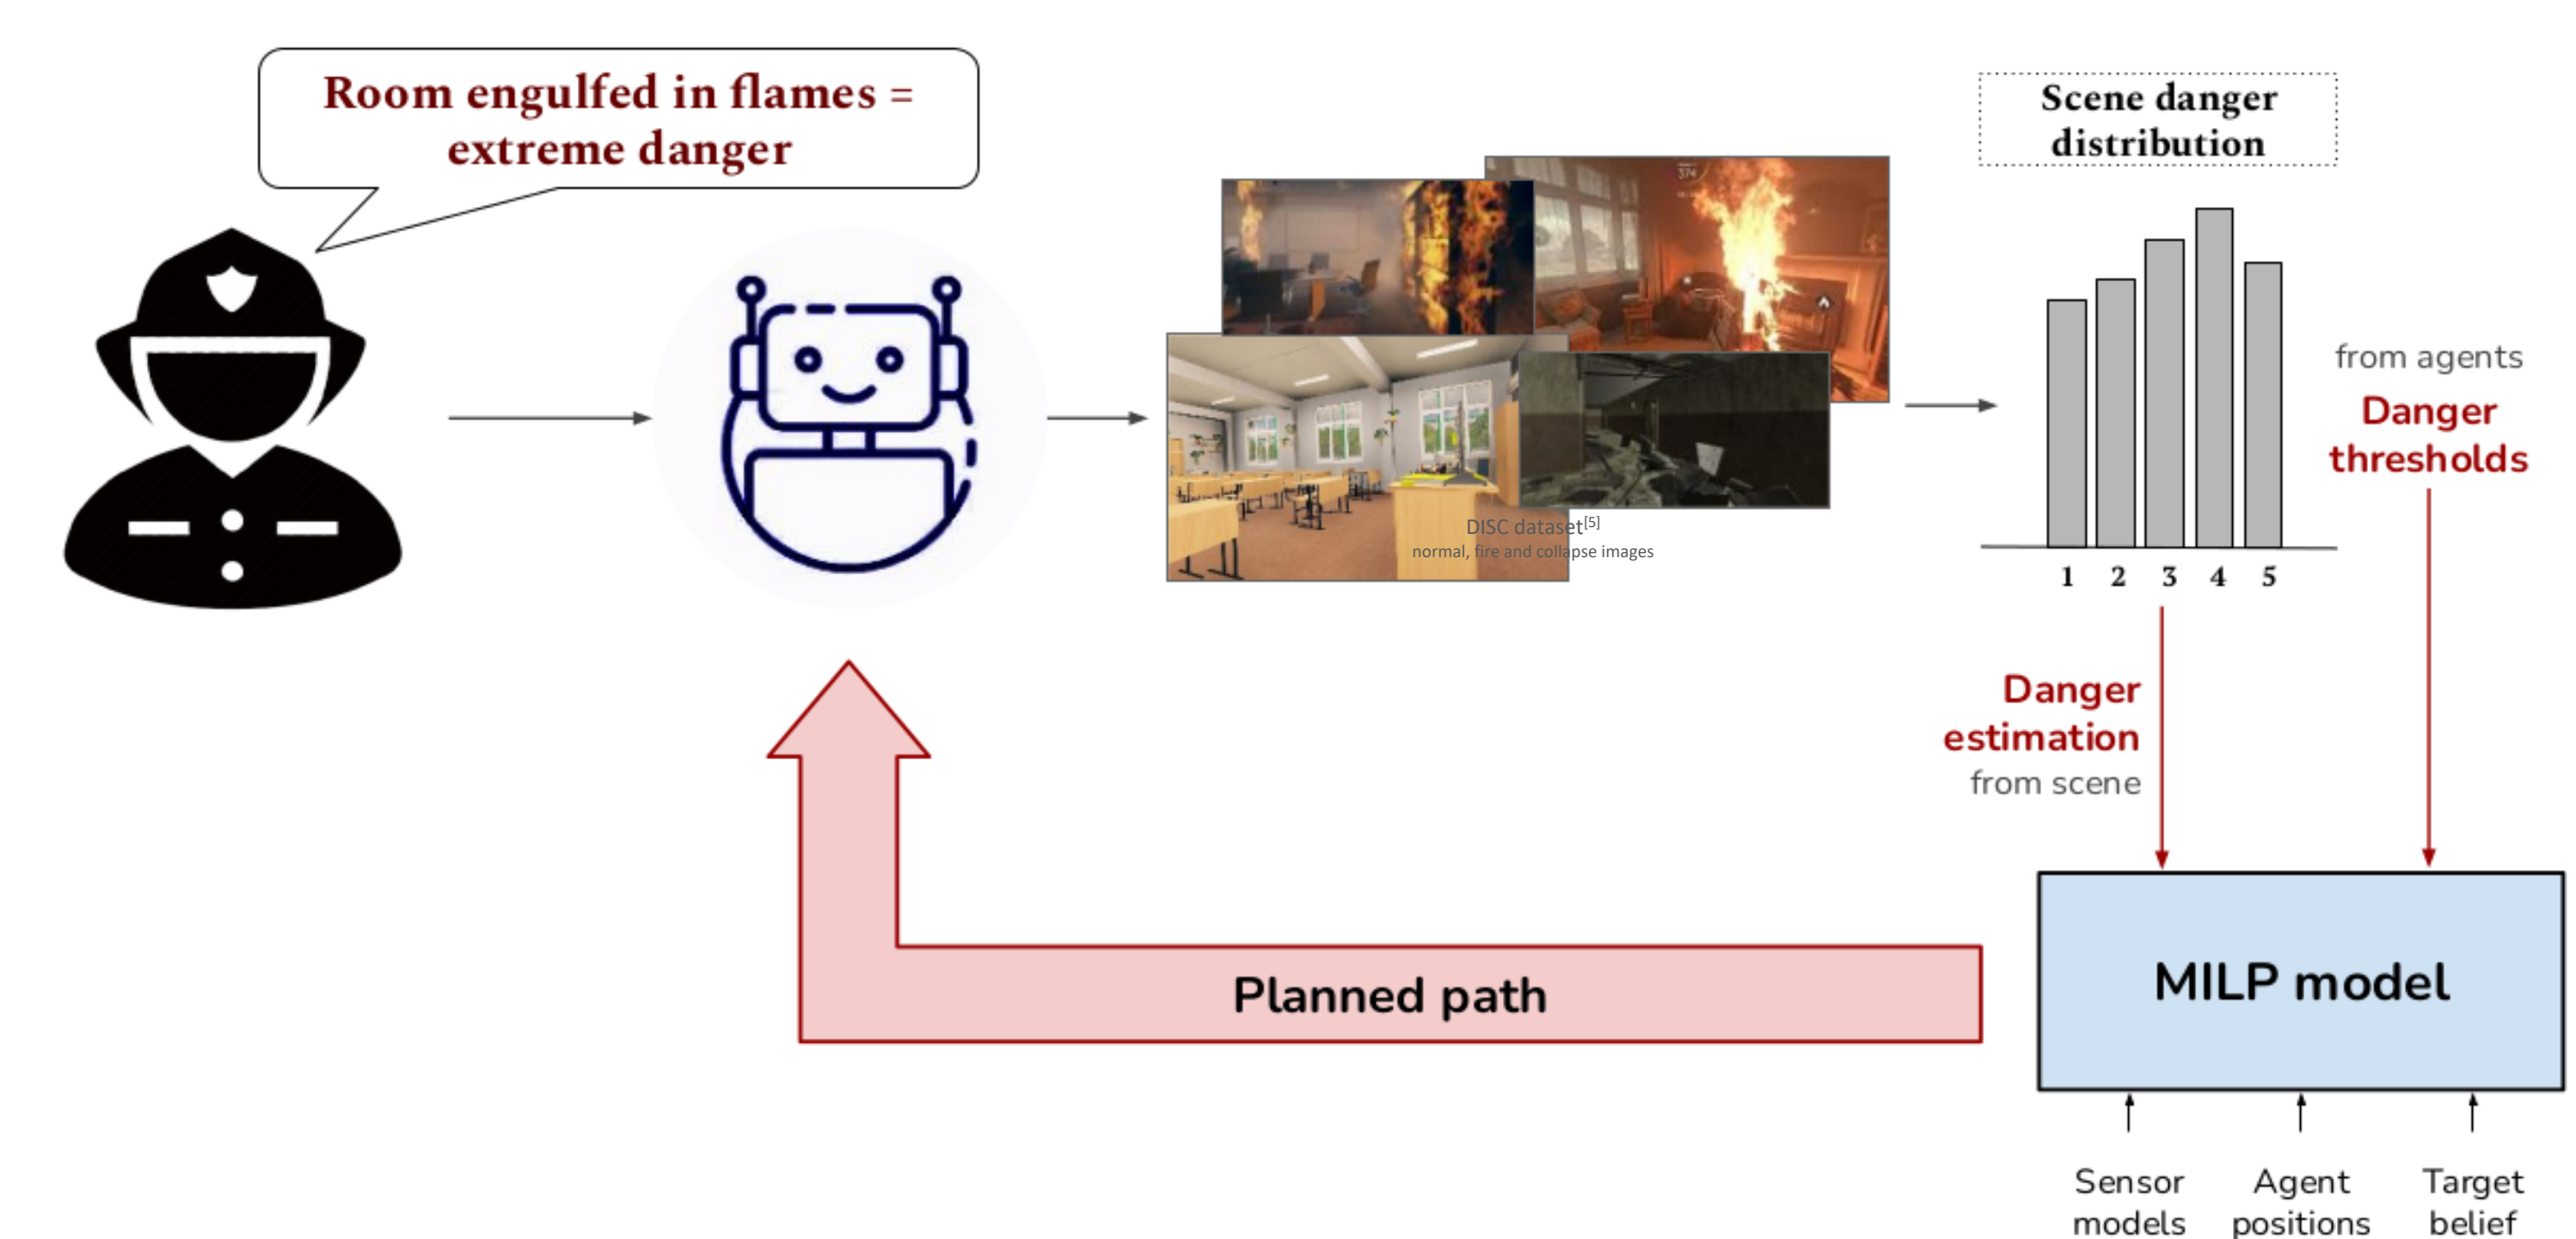 Room engulfed in flames =
extreme danger
Scene danger
distribution
374
DISC dataset[5]
normal, fire and collapse images
1 2 3 4 5
from agents
Danger
thresholds
Danger
estimation
from scene
Planned path
MILP model
Sensor
models
Agent
positions
Target
belief